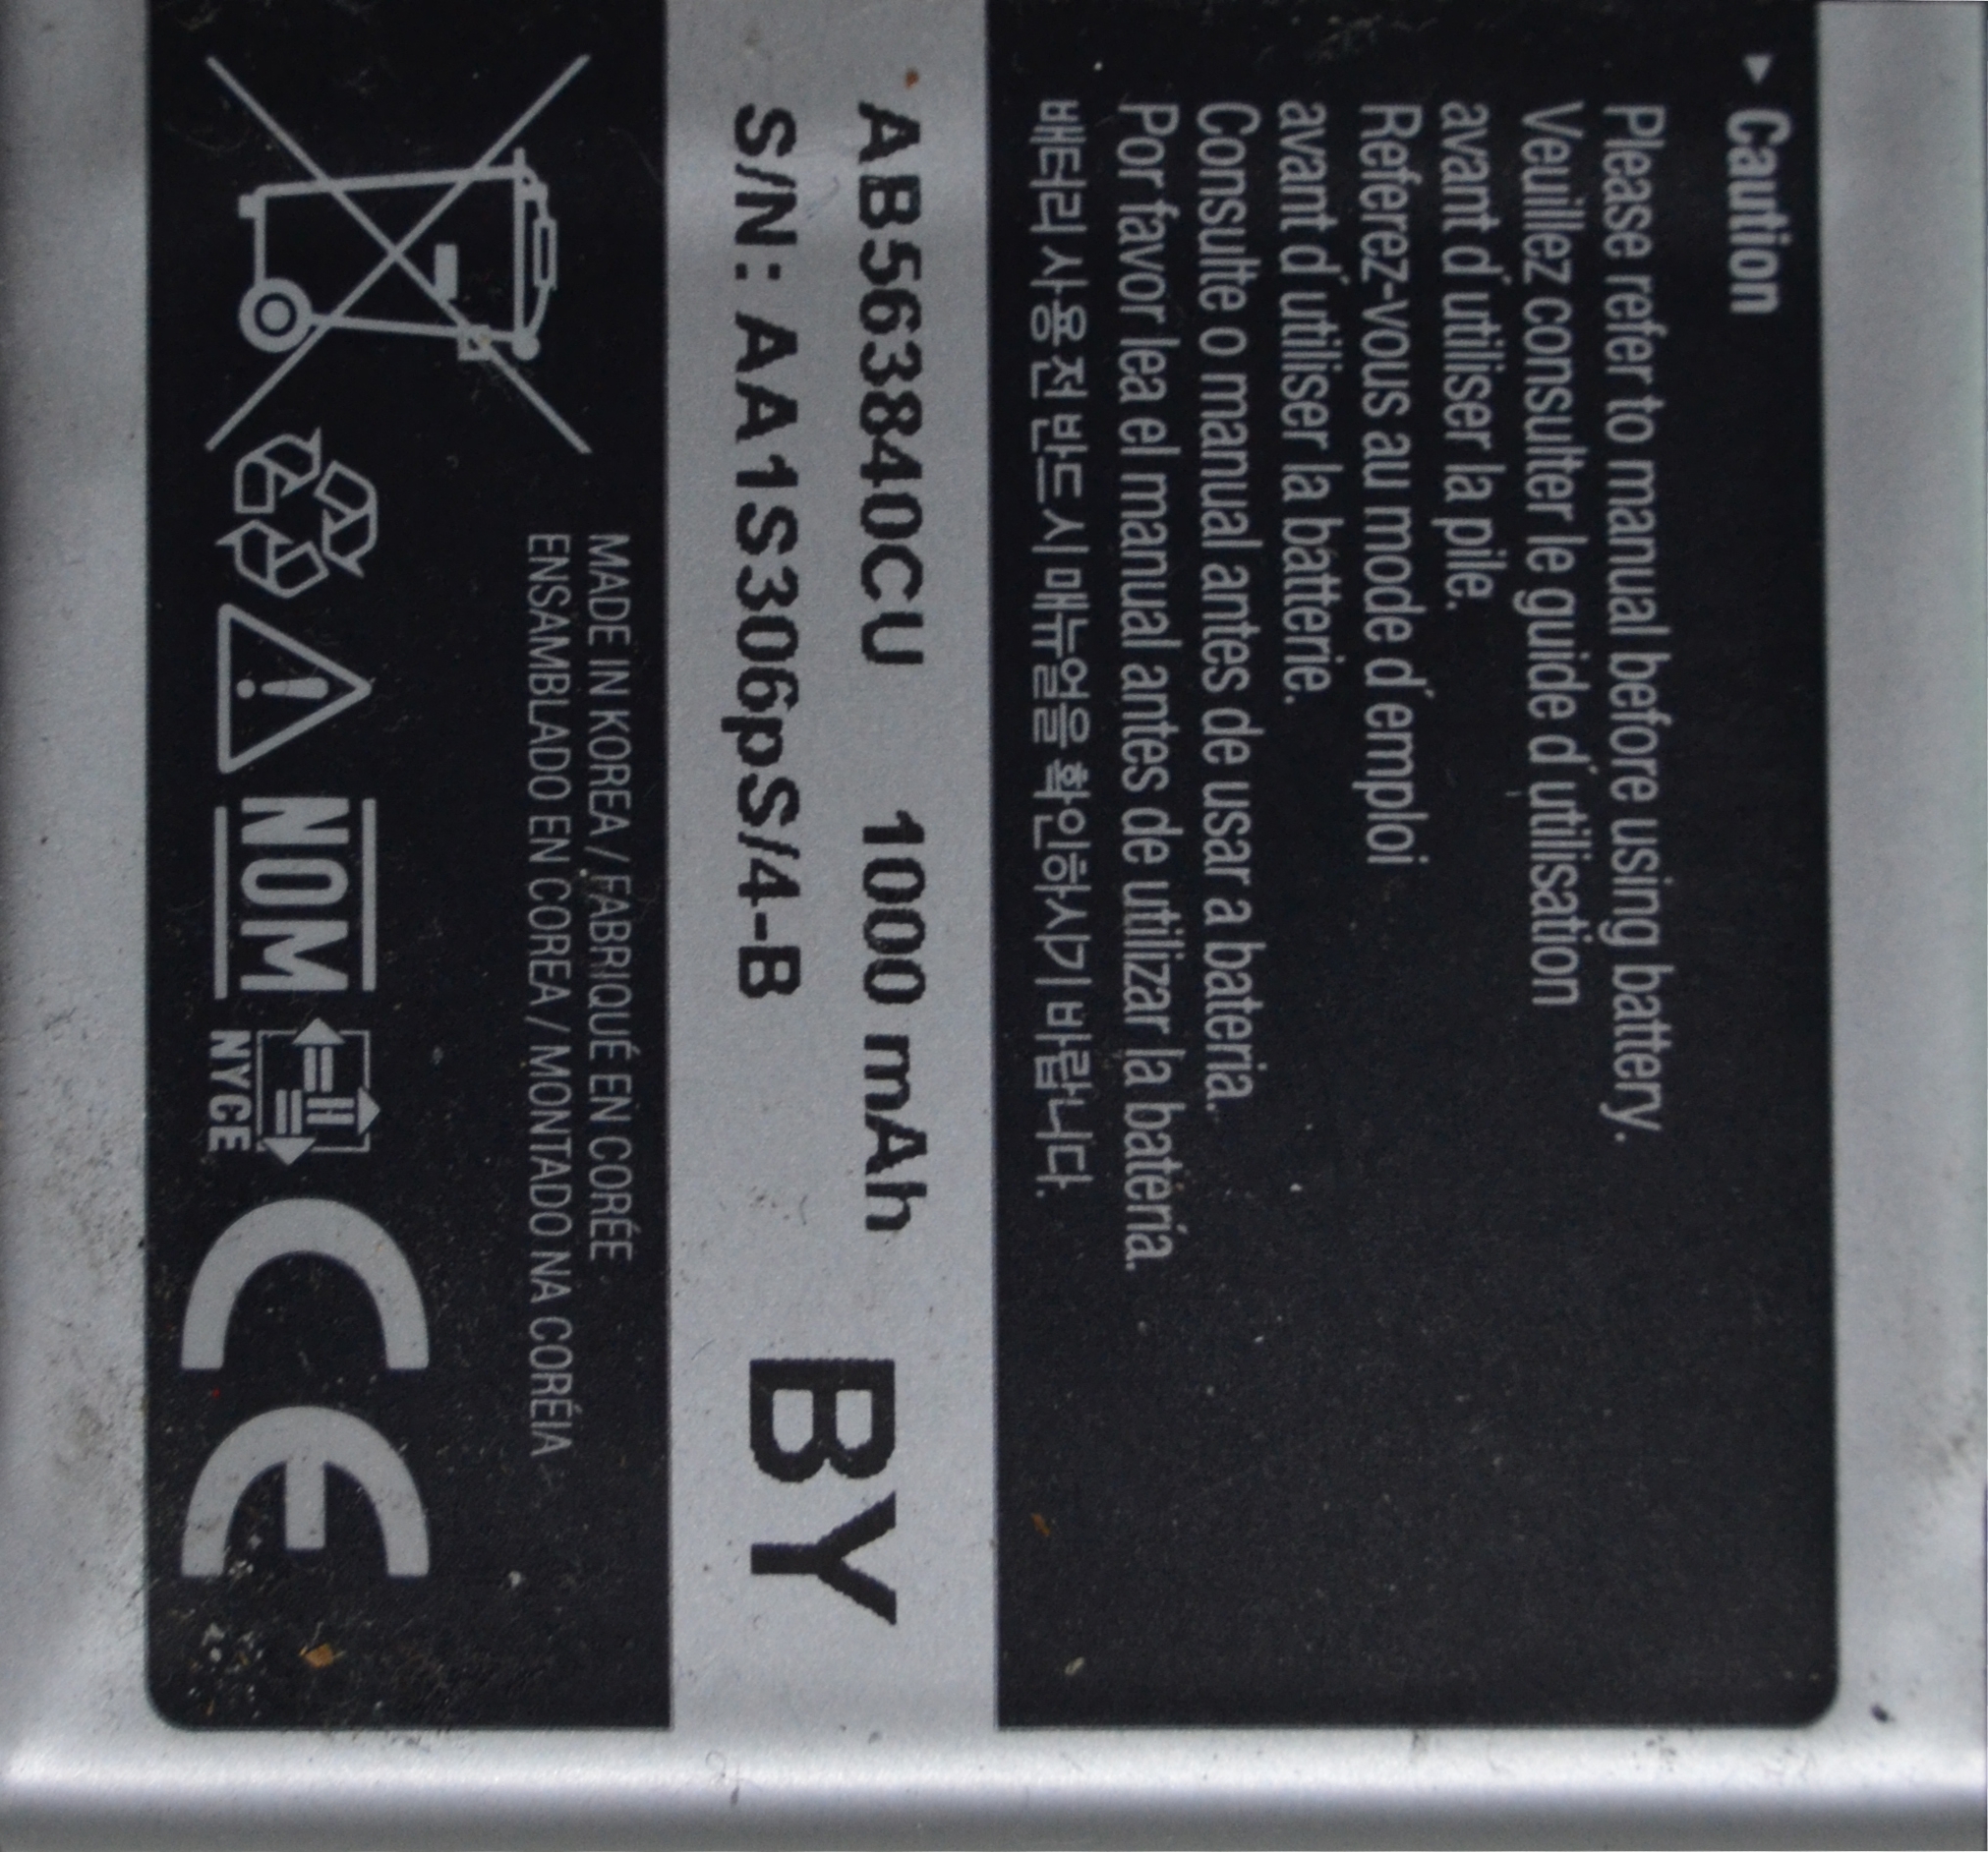 ▸ Caution
Please refer to manual before using battery.
Veuillez consulter le guide d´utilisation
avant d´utiliser la pile.
Referez-vous au mode d´emploi
avant d´utiliser la batterie.
Consulte o manual antes de usar a bateria.
Por favor lea el manual antes de utilizar la batería.
배터리 사용 전 반드시 매뉴얼을 확인하시기 바랍니다.
AB563840CU 1000 mAh
S/N: AA1S306pS/4-B
BY
MADE IN KOREA / FABRIQUÉ EN CORÉE
ENSAMBLADO EN COREA / MONTADO NA CORÉIA
NOM
NYCE
CE